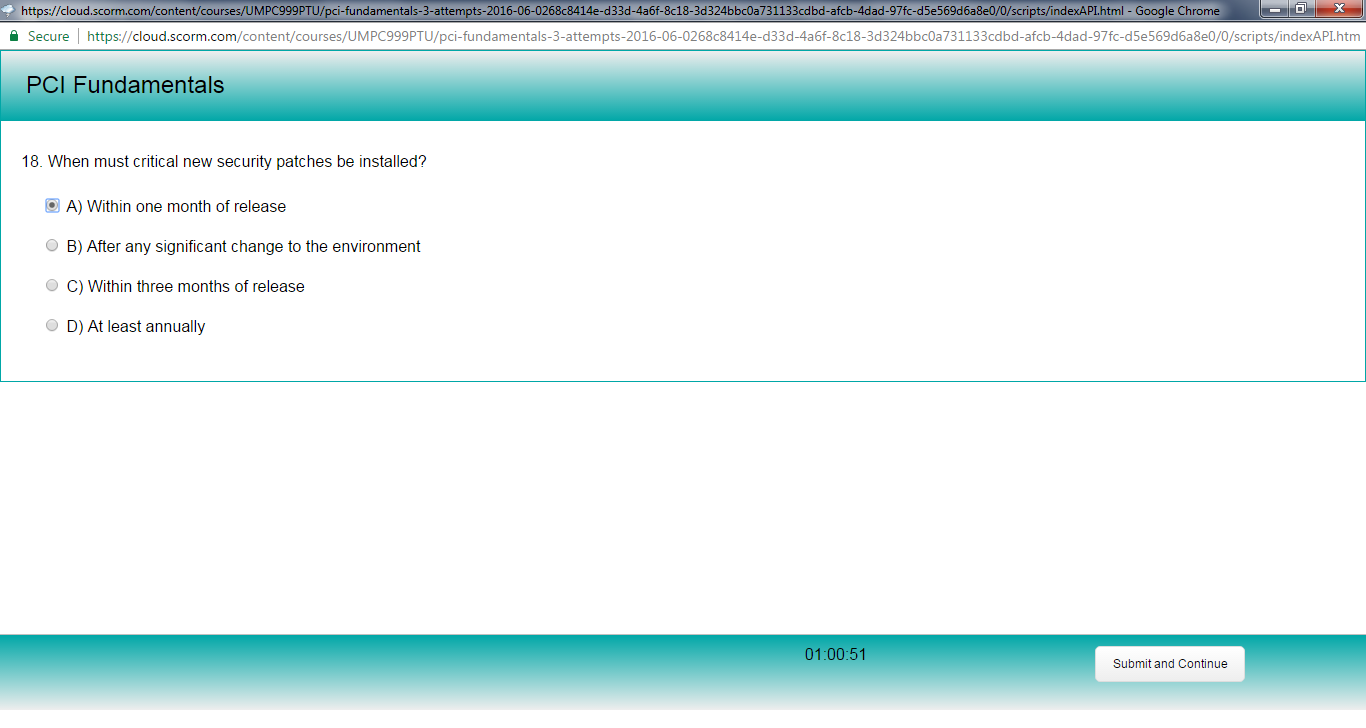 https://cloud.scorm.com/content/courses/UMPC999PTU/pci-fundamentals-3-attempts-2016-06-0268c8414e-d33d-4a6f-8c18-3d324bbc0a731133cdbd-afcb-4dad-97fc-d5e569d6a8e0/0/scripts/indexAPI.html - Google Chrome
Secure https://cloud.scorm.com/content/courses/UMPC999PTU/pci-fundamentals-3-attempts-2016-06-0268c8414e-d33d-4a6f-8c18-3d324bbc0a731133cdbd-afcb-4dad-97fc-d5e569d6a8e0/0/scripts/indexAPI.htm
PCI Fundamentals
18. When must critical new security patches be installed?
A) Within one month of release
B) After any significant change to the environment
C) Within three months of release
D) At least annually
01:00:51
Submit and Continue